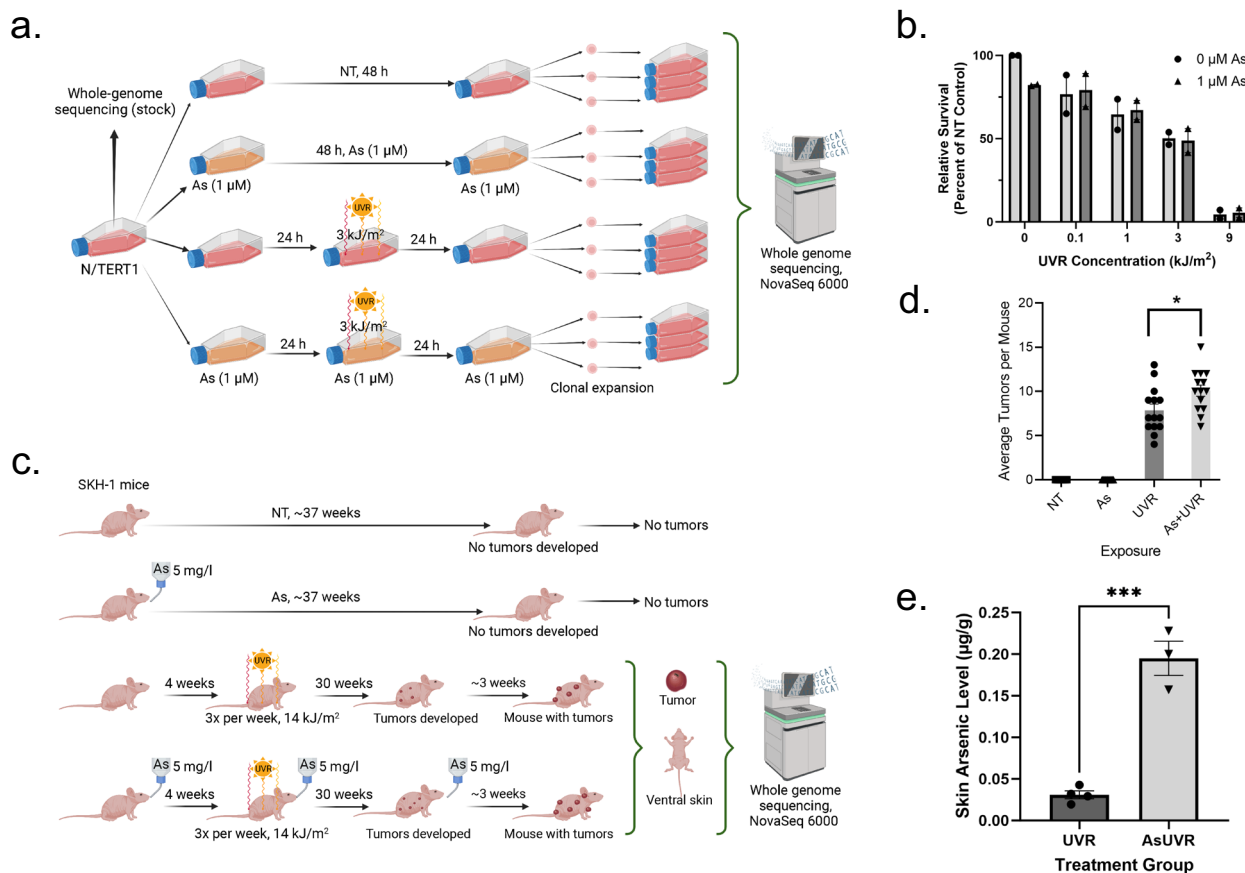 a.
NT, 48 h
Whole-genome
sequencing (stock)
48 h, As (1 µM)
As (1 µM)
As (1 µM)
UVR
3 kJ/m²
24 h
24 h
N/TERT1
UVR
3 kJ/m²
24 h
24 h
As (1 µM)
As (1 µM)
As (1 µM)
Clonal expansion
GCAT
ATGCG
CGCAT
Whole genome
sequencing,
NovaSeq 6000
b.
Relative Survival
(Percent of NT Control)
100
50
0
0 µM As
1 µM As
0
0.1
1
3
9
UVR Concentration (kJ/m²)
c.
SKH-1 mice
NT, ~37 weeks
No tumors developed
No tumors
As
5 mg/l
As, ~37 weeks
No tumors developed
No tumors
UVR
4 weeks
30 weeks
~3 weeks
3x per week, 14 kJ/m²
Tumors developed
Mouse with tumors
As
5 mg/l
UVR
As
5 mg/l
As
5 mg/l
4 weeks
30 weeks
~3 weeks
3x per week, 14 kJ/m²
Tumors developed
Mouse with tumors
Tumor
Ventral skin
GCAT
TGCG
CGCAT
Whole genome
sequencing,
NovaSeq 6000
d.
Average Tumors per Mouse
20
15
10
5
0
*
NT
As
UVR
As+UVR
Exposure
e.
Skin Arsenic Level (µg/g)
0.25
0.20
0.15
0.10
0.05
0.00
***
UVR
AsUVR
Treatment Group